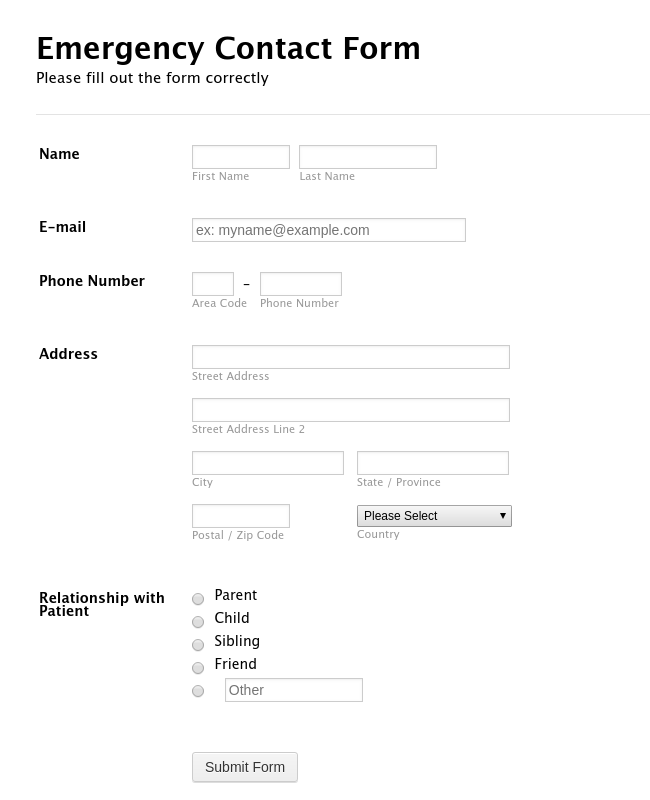 Emergency Contact Form
Please fill out the form correctly
Name
First Name
Last Name
E-mail
ex: myname@example.com
Phone Number
-
Area Code
Phone Number
Address
Street Address
Street Address Line 2
City
State / Province
Please Select
Postal / Zip Code
Country
Relationship with
Patient
Parent
Child
Sibling
Friend
Other
Submit Form